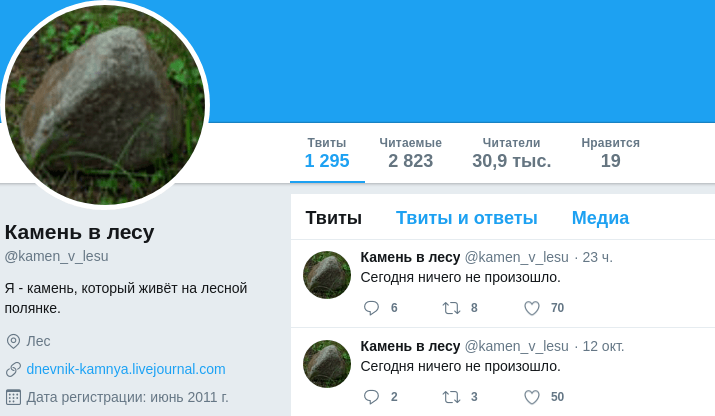 Твиты Читаемые Читатели Нравится
1 295 2 823 30,9 тыс. 19
Камень в лесу
@kamen_v_lesu
Я - камень, который живёт на лесной
полянке.
Лес
dnevnik-kamnya.livejournal.com
Дата регистрации: июнь 2011 г.
Твиты Твиты и ответы Медиа
Камень в лесу @kamen_v_lesu · 23 ч.
Сегодня ничего не произошло.
6 8 70
Камень в лесу @kamen_v_lesu · 12 окт.
Сегодня ничего не произошло.
2 3 50